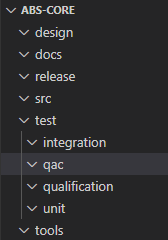 ABS-CORE
design
docs
release
src
test
integration
qac
qualification
unit
tools